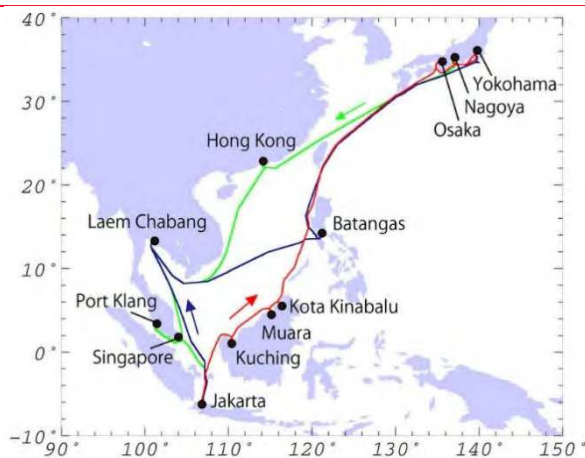 40°
30°
20°
10°
0°
−10°
90°
100°
110°
120°
130°
140°
150°
Yokohama
Nagoya
Osaka
Hong Kong
Laem Chabang
Batangas
Port Klang
Kota Kinabalu
Muara
Singapore
Kuching
Jakarta